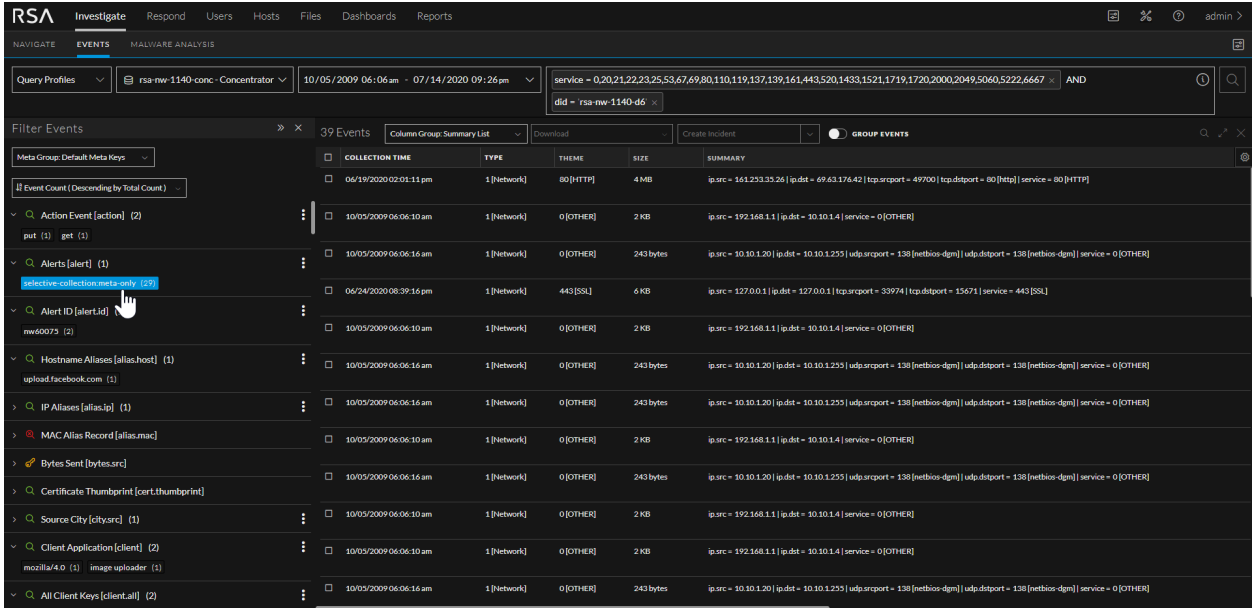 RSA Investigate Respond Users Hosts Files Dashboards Reports admin >
NAVIGATE EVENTS MALWARE ANALYSIS
Query Profiles rsa-nw-1140-conc - Concentrator 10/05/2009 06:06 am - 07/14/2020 09:26 pm service = 0,20,21,22,23,25,53,67,69,80,110,119,137,139,161,443,520,1433,1521,1719,1720,2000,2049,5060,5222,6667 × AND
did = 'rsa-nw-1140-d6' ×
Filter Events » × 39 Events Column Group: Summary List Download Create Incident GROUP EVENTS
Meta Group: Default Meta Keys COLLECTION TIME TYPE THEME SIZE SUMMARY
06/19/2020 02:01:11 pm 1 [Network] 80 [HTTP] 4 MB ip.src = 161.253.35.26 | ip.dst = 69.63.176.42 | tcp.srcport = 49700 | tcp.dstport = 80 [http] | service = 80 [HTTP]
Event Count ( Descending by Total Count )
Action Event [action] (2) 10/05/2009 06:06:10 am 1 [Network] 0 [OTHER] 2 KB ip.src = 192.168.1.1 | ip.dst = 10.10.1.4 | service = 0 [OTHER]
put (1) get (1)
10/05/2009 06:06:16 am 1 [Network] 0 [OTHER] 243 bytes ip.src = 10.10.1.20 | ip.dst = 10.10.1.255 | udp.srcport = 138 [netbios-dgm] | udp.dstport = 138 [netbios-dgm] | service = 0 [OTHER]
Alerts [alert] (1)
selective-collection:meta-only (29)
06/24/2020 08:39:16 pm 1 [Network] 443 [SSL] 6 KB ip.src = 127.0.0.1 | ip.dst = 127.0.0.1 | tcp.srcport = 33974 | tcp.dstport = 15671 | service = 443 [SSL]
Alert ID [alert.id]
nw60075 (2) 10/05/2009 06:06:10 am 1 [Network] 0 [OTHER] 2 KB ip.src = 192.168.1.1 | ip.dst = 10.10.1.4 | service = 0 [OTHER]
Hostname Aliases [alias.host] (1)
10/05/2009 06:06:16 am 1 [Network] 0 [OTHER] 243 bytes ip.src = 10.10.1.20 | ip.dst = 10.10.1.255 | udp.srcport = 138 [netbios-dgm] | udp.dstport = 138 [netbios-dgm] | service = 0 [OTHER]
upload.facebook.com (1)
IP Aliases [alias.ip] (1) 10/05/2009 06:06:16 am 1 [Network] 0 [OTHER] 243 bytes ip.src = 10.10.1.20 | ip.dst = 10.10.1.255 | udp.srcport = 138 [netbios-dgm] | udp.dstport = 138 [netbios-dgm] | service = 0 [OTHER]
MAC Alias Record [alias.mac] 10/05/2009 06:06:10 am 1 [Network] 0 [OTHER] 2 KB ip.src = 192.168.1.1 | ip.dst = 10.10.1.4 | service = 0 [OTHER]
Bytes Sent [bytes.src]
10/05/2009 06:06:16 am 1 [Network] 0 [OTHER] 243 bytes ip.src = 10.10.1.20 | ip.dst = 10.10.1.255 | udp.srcport = 138 [netbios-dgm] | udp.dstport = 138 [netbios-dgm] | service = 0 [OTHER]
Certificate Thumbprint [cert.thumbprint]
Source City [city.src] (1) 10/05/2009 06:06:10 am 1 [Network] 0 [OTHER] 2 KB ip.src = 192.168.1.1 | ip.dst = 10.10.1.4 | service = 0 [OTHER]
Client Application [client] (2) 10/05/2009 06:06:10 am 1 [Network] 0 [OTHER] 2 KB ip.src = 192.168.1.1 | ip.dst = 10.10.1.4 | service = 0 [OTHER]
mozilla/4.0 (1) image uploader (1)
All Client Keys [client.all] (2) 10/05/2009 06:06:16 am 1 [Network] 0 [OTHER] 243 bytes ip.src = 10.10.1.20 | ip.dst = 10.10.1.255 | udp.srcport = 138 [netbios-dgm] | udp.dstport = 138 [netbios-dgm] | service = 0 [OTHER]